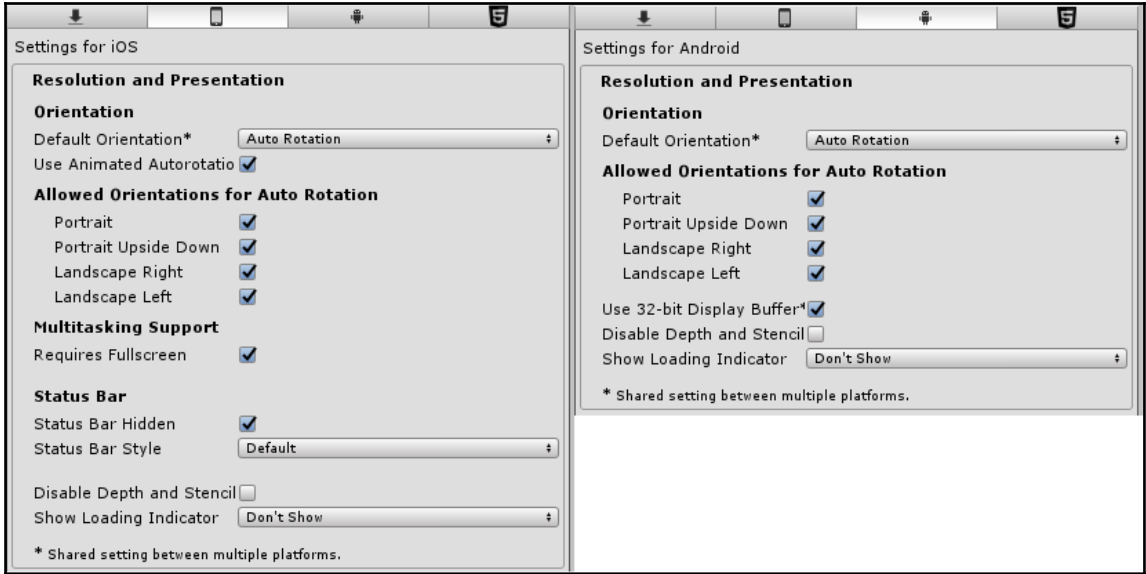 Settings for iOS
Resolution and Presentation
Orientation
Default Orientation* Auto Rotation
Use Animated Autorotatio
Allowed Orientations for Auto Rotation
Portrait
Portrait Upside Down
Landscape Right
Landscape Left
Multitasking Support
Requires Fullscreen
Status Bar
Status Bar Hidden
Status Bar Style Default
Disable Depth and Stencil
Show Loading Indicator Don't Show
* Shared setting between multiple platforms.
Settings for Android
Resolution and Presentation
Orientation
Default Orientation* Auto Rotation
Allowed Orientations for Auto Rotation
Portrait
Portrait Upside Down
Landscape Right
Landscape Left
Use 32-bit Display Buffer*
Disable Depth and Stencil
Show Loading Indicator Don't Show
* Shared setting between multiple platforms.